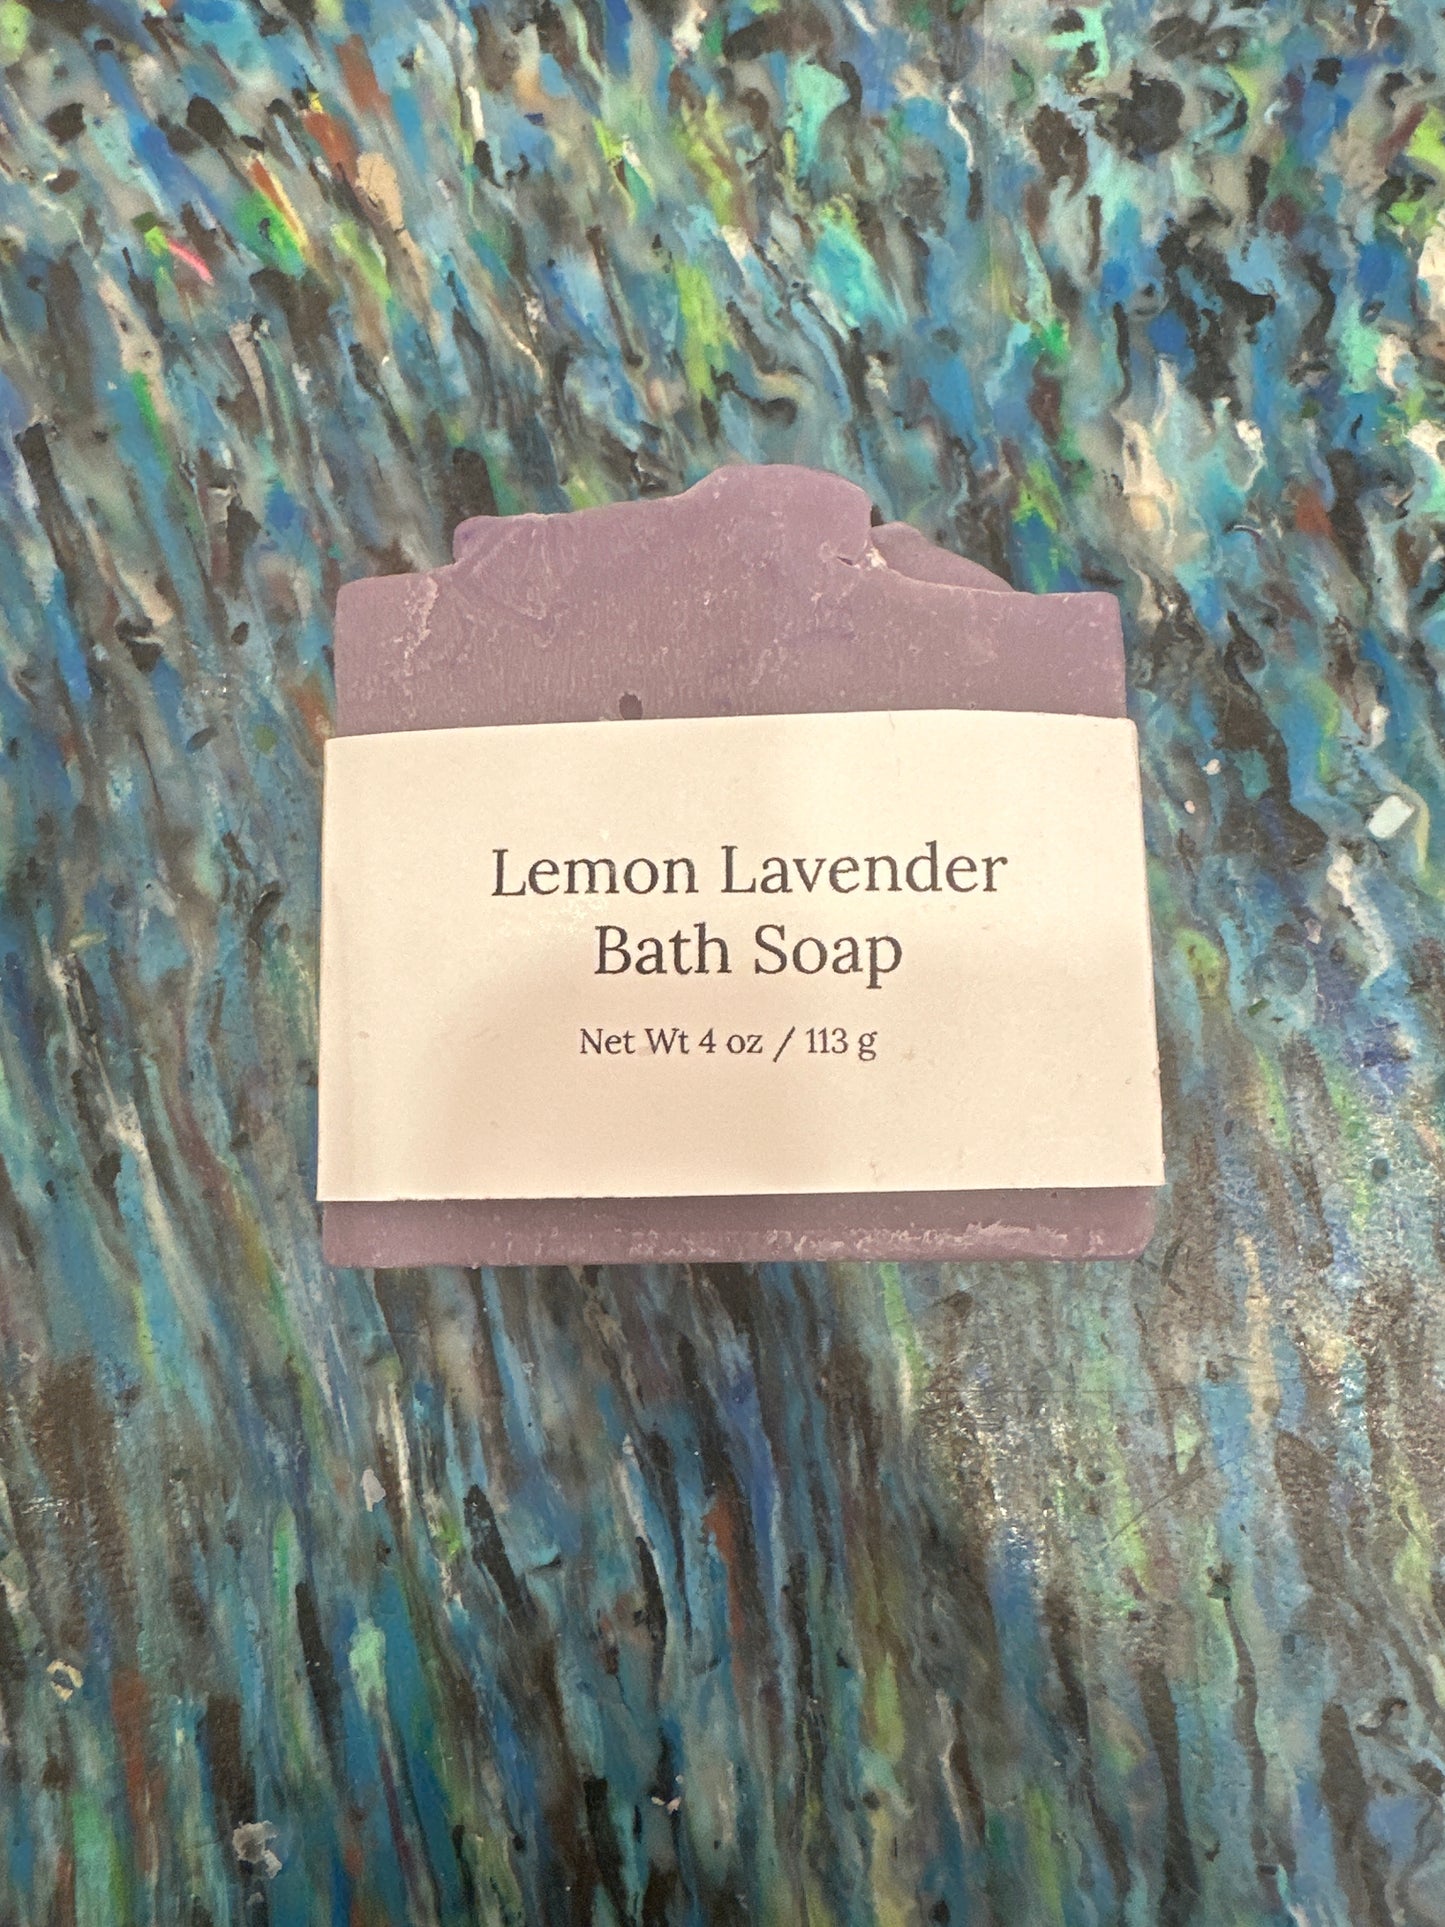 Lemon Lavender
Bath Soap
Net Wt 4 oz / 113 g